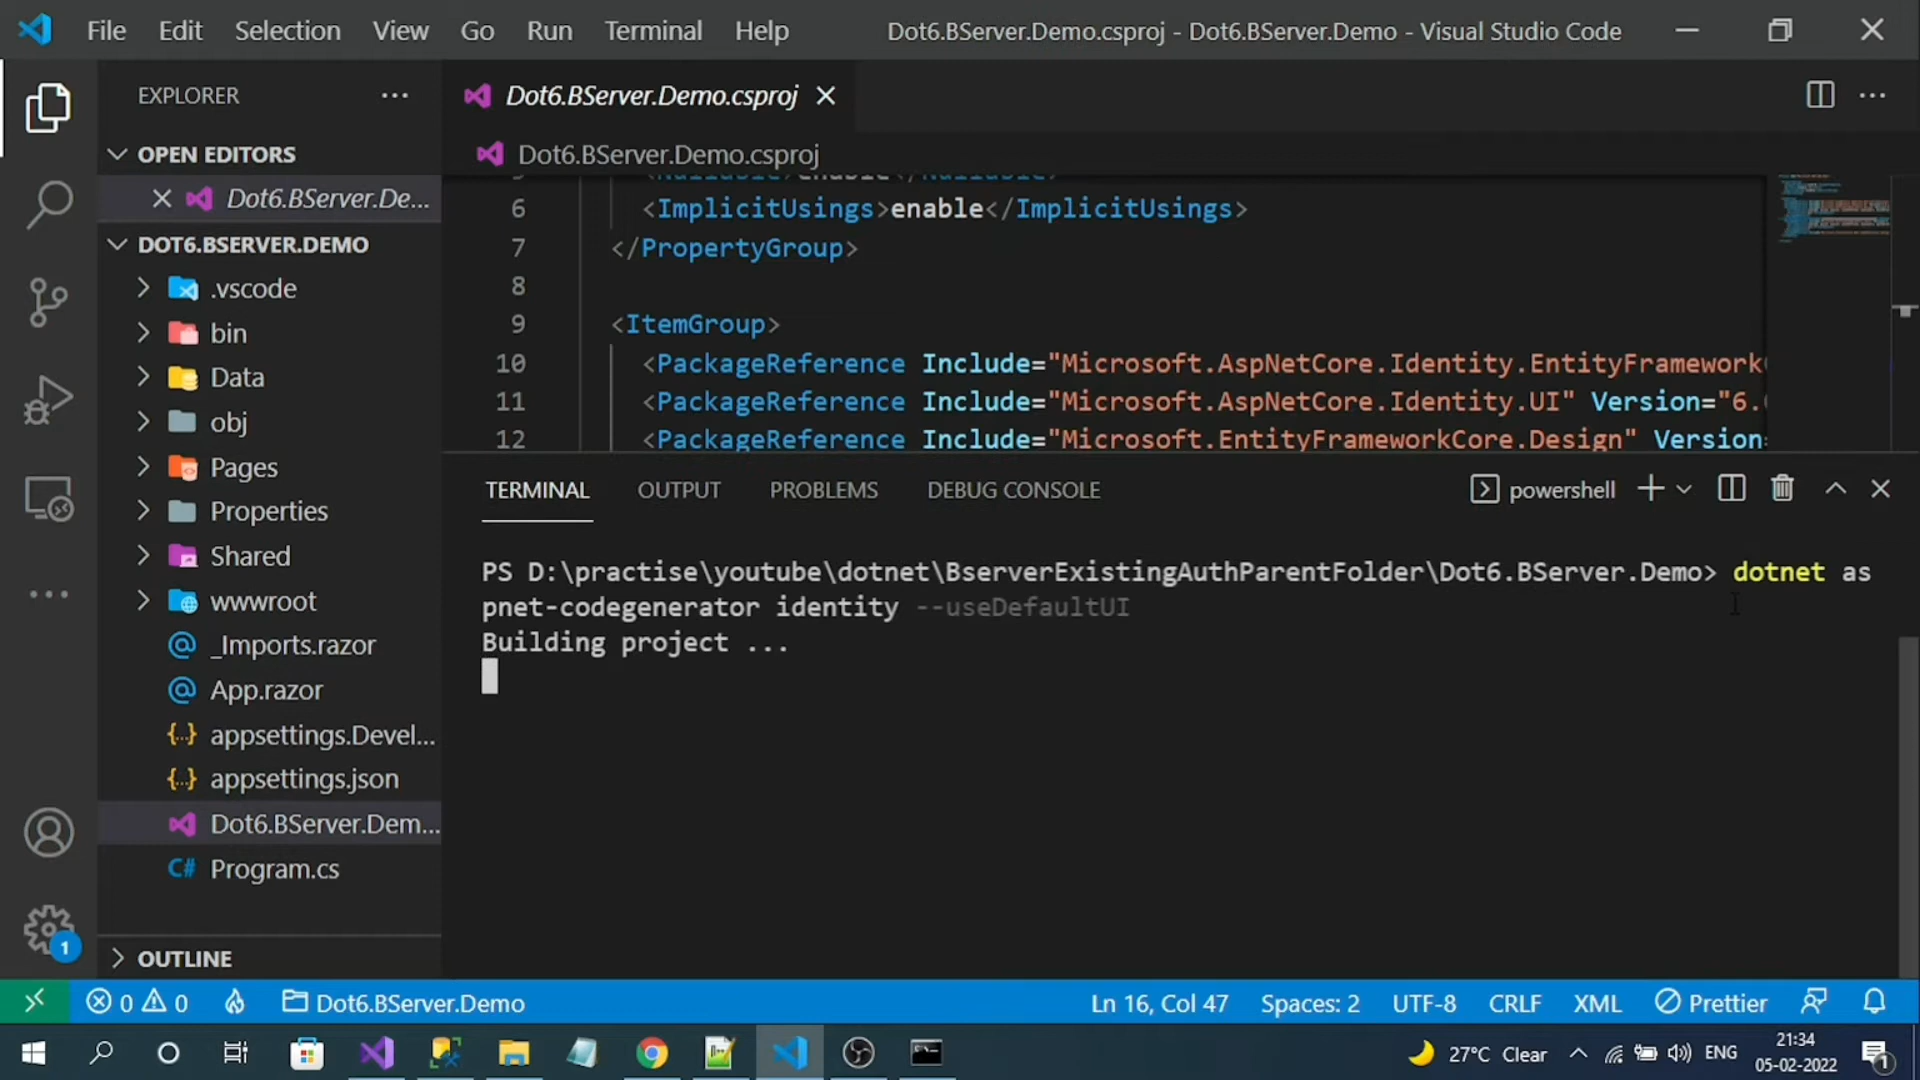 File Edit Selection View Go Run Terminal Help Dot6.BServer.Demo.csproj - Dot6.BServer.Demo - Visual Studio Code
EXPLORER ...
Dot6.BServer.Demo.csproj
OPEN EDITORS
Dot6.BServer.Demo.csproj
Dot6.BServer.De...
DOT6.BSERVER.DEMO
.vscode
bin
Data
obj
Pages
Properties
Shared
wwwroot
_Imports.razor
App.razor
appsettings.Devel...
appsettings.json
Dot6.BServer.Dem...
Program.cs
OUTLINE
5 <Nullable>enable</Nullable>
6 <ImplicitUsings>enable</ImplicitUsings>
7 </PropertyGroup>
8
9 <ItemGroup>
10 <PackageReference Include="Microsoft.AspNetCore.Identity.EntityFramework
11 <PackageReference Include="Microsoft.AspNetCore.Identity.UI" Version="6.
12 <PackageReference Include="Microsoft.EntityFrameworkCore.Design" Version
TERMINAL OUTPUT PROBLEMS DEBUG CONSOLE powershell
PS D:\practise\youtube\dotnet\BserverExistingAuthParentFolder\Dot6.BServer.Demo> dotnet as
pnet-codegenerator identity --useDefaultUI
Building project ...
1
0 0 Dot6.BServer.Demo Ln 16, Col 47 Spaces: 2 UTF-8 CRLF XML Prettier
27°C Clear ENG 21:34
05-02-2022 1